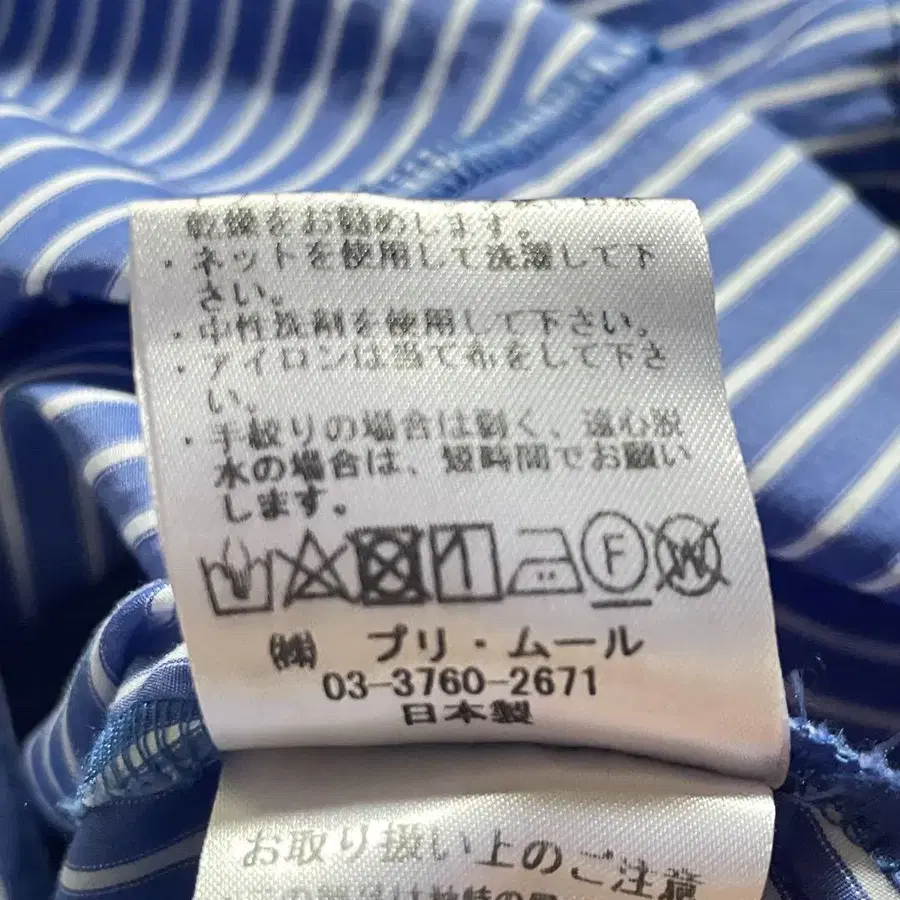 乾燥をお勧めします。
・ネットを使用して洗濯して下
さい。
・中性洗剤を使用して下さい。
・アイロンは当て布をして下さ
い。
・手絞りの場合は弱く、遠心脱
水の場合は、短時間でお願い
します。
F W
㈱ プリ・ムール
03-3760-2671
日本製
お取り扱い上のご注意